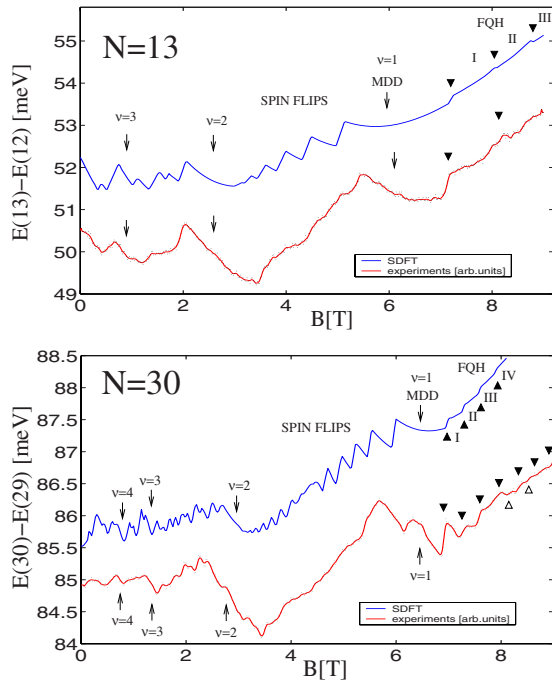 N=13
FQH
III
II
I
ν=1
MDD
SPIN FLIPS
ν=3
ν=2
E(13)−E(12) [meV]
55
54
53
52
51
50
49
SDFT
experiments [arb.units]
0
2
4
6
8
B[T]
N=30
FQH
IV
III
II
I
ν=1
MDD
SPIN FLIPS
ν=4
ν=3
ν=2
E(30)−E(29) [meV]
88.5
88
87.5
87
86.5
86
85.5
85
84.5
84
ν=4
ν=3
ν=2
ν=1
SDFT
experiments [arb.units]
0
2
4
6
8
B[T]